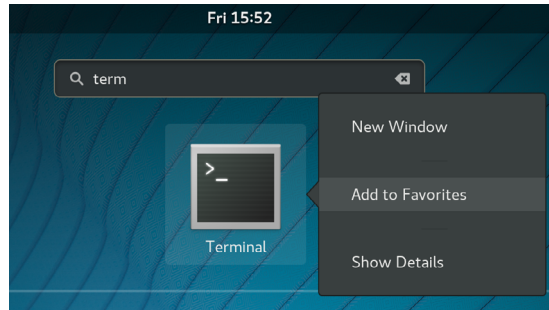 Fri 15:52
term
New Window
>_
Add to Favorites
Terminal
Show Details